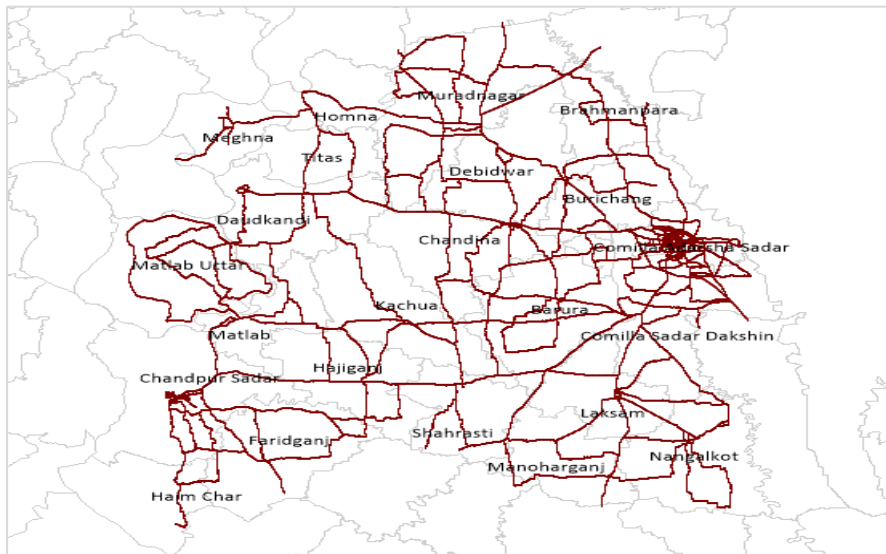 Muradnagar
Brahmanpara
Homna
Meghna
Titas
Debidwar
Burichang
Daudkandi
Chandina
Sadar
Matlab Uttar
Kachua
Barura
Matlab
Comilla Sadar Dakshin
Hajiganj
Chandpur Sadar
Laksam
Shahrasti
Faridganj
Nangalkot
Manoharganj
Haim Char